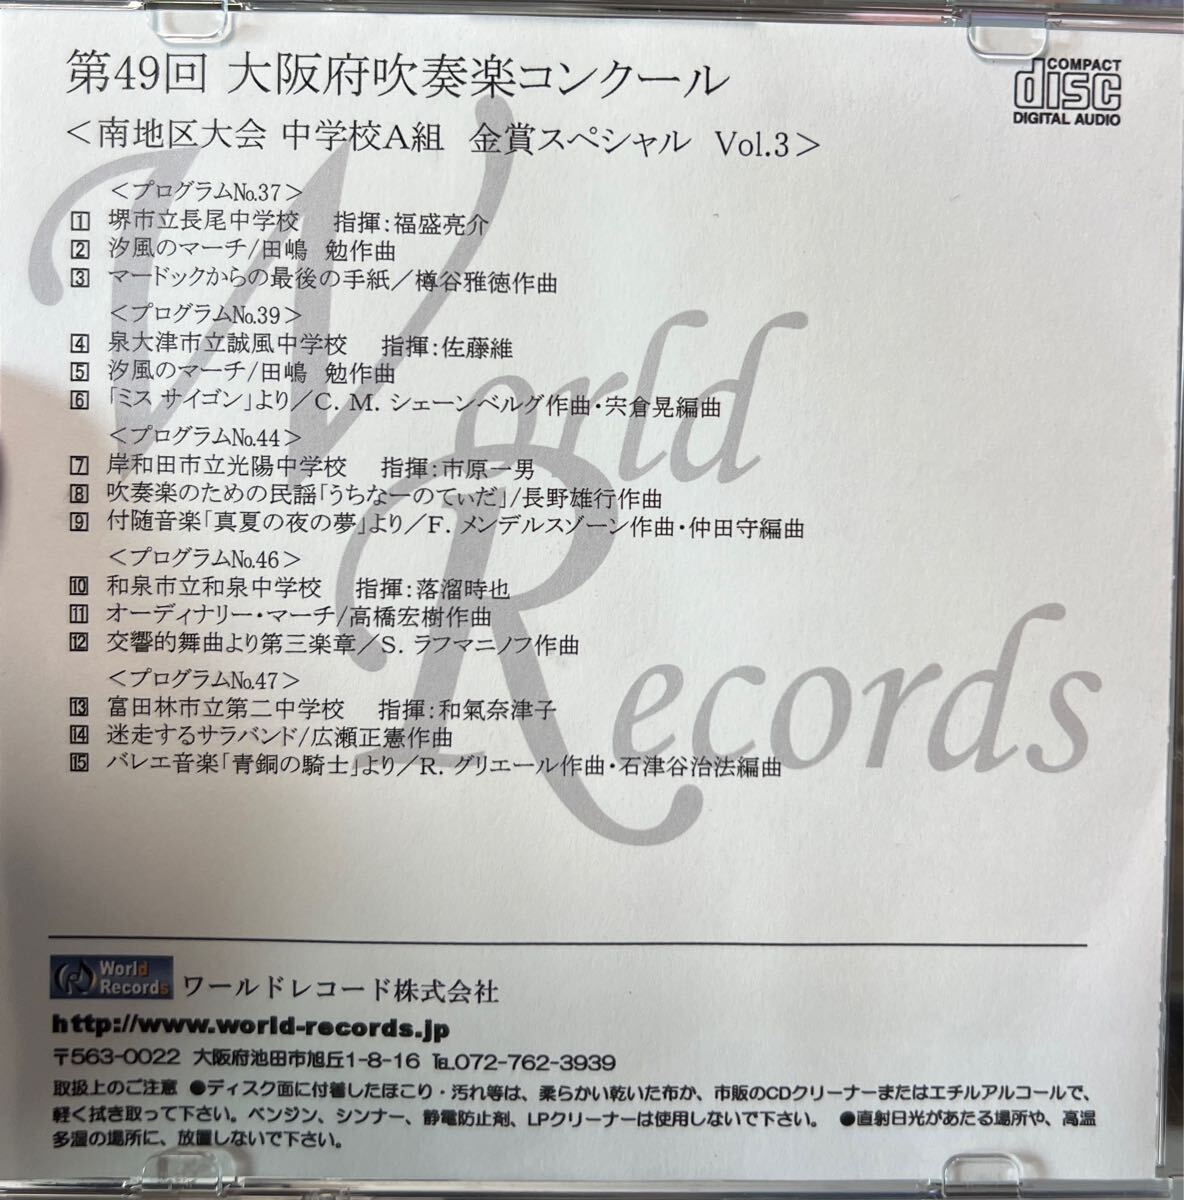 第49回 大阪府吹奏楽コンクール
COMPACT
disc
DIGITAL AUDIO
<南地区大会 中学校A組 金賞スペシャル Vol.3>
<プログラム№37>
1 堺市立長尾中学校 指揮:福盛亮介
2 汐風のマーチ/田嶋 勉作曲
3 マードックからの最後の手紙/樽谷雅徳作曲
<プログラム№39>
4 泉大津市立誠風中学校 指揮:佐藤維
5 汐風のマーチ/田嶋 勉作曲
6 「ミス サイゴン」より/C. M. シェーンベルグ作曲・宍倉晃編曲
<プログラム№44>
7 岸和田市立光陽中学校 指揮:市原一男
8 吹奏楽のための民謡「うちなーのてぃだ」/長野雄行作曲
9 付随音楽「真夏の夜の夢」より/F. メンデルスゾーン作曲・仲田守編曲
<プログラム№46>
10 和泉市立和泉中学校 指揮:落溜時也
11 オーディナリー・マーチ/高橋宏樹作曲
12 交響的舞曲より第三楽章/S. ラフマニノフ作曲
<プログラム№47>
13 富田林市立第二中学校 指揮:和氣奈津子
14 迷走するサラバンド/広瀬正憲作曲
15 バレエ音楽「青銅の騎士」より/R. グリエール作曲・石津谷治法編曲
World
Records
World
Records
ワールドレコード株式会社
http://www.world-records.jp
〒563-0022 大阪府池田市旭丘1-8-16 ℡072-762-3939
取扱上のご注意 ●ディスク面に付着したほこり・汚れ等は、柔らかい乾いた布か、市販のCDクリーナーまたはエチルアルコールで、
軽く拭き取って下さい。ベンジン、シンナー、静電防止剤、LPクリーナーは使用しないで下さい。 ●直射日光があたる場所や、高温
多湿の場所に、放置しないで下さい。